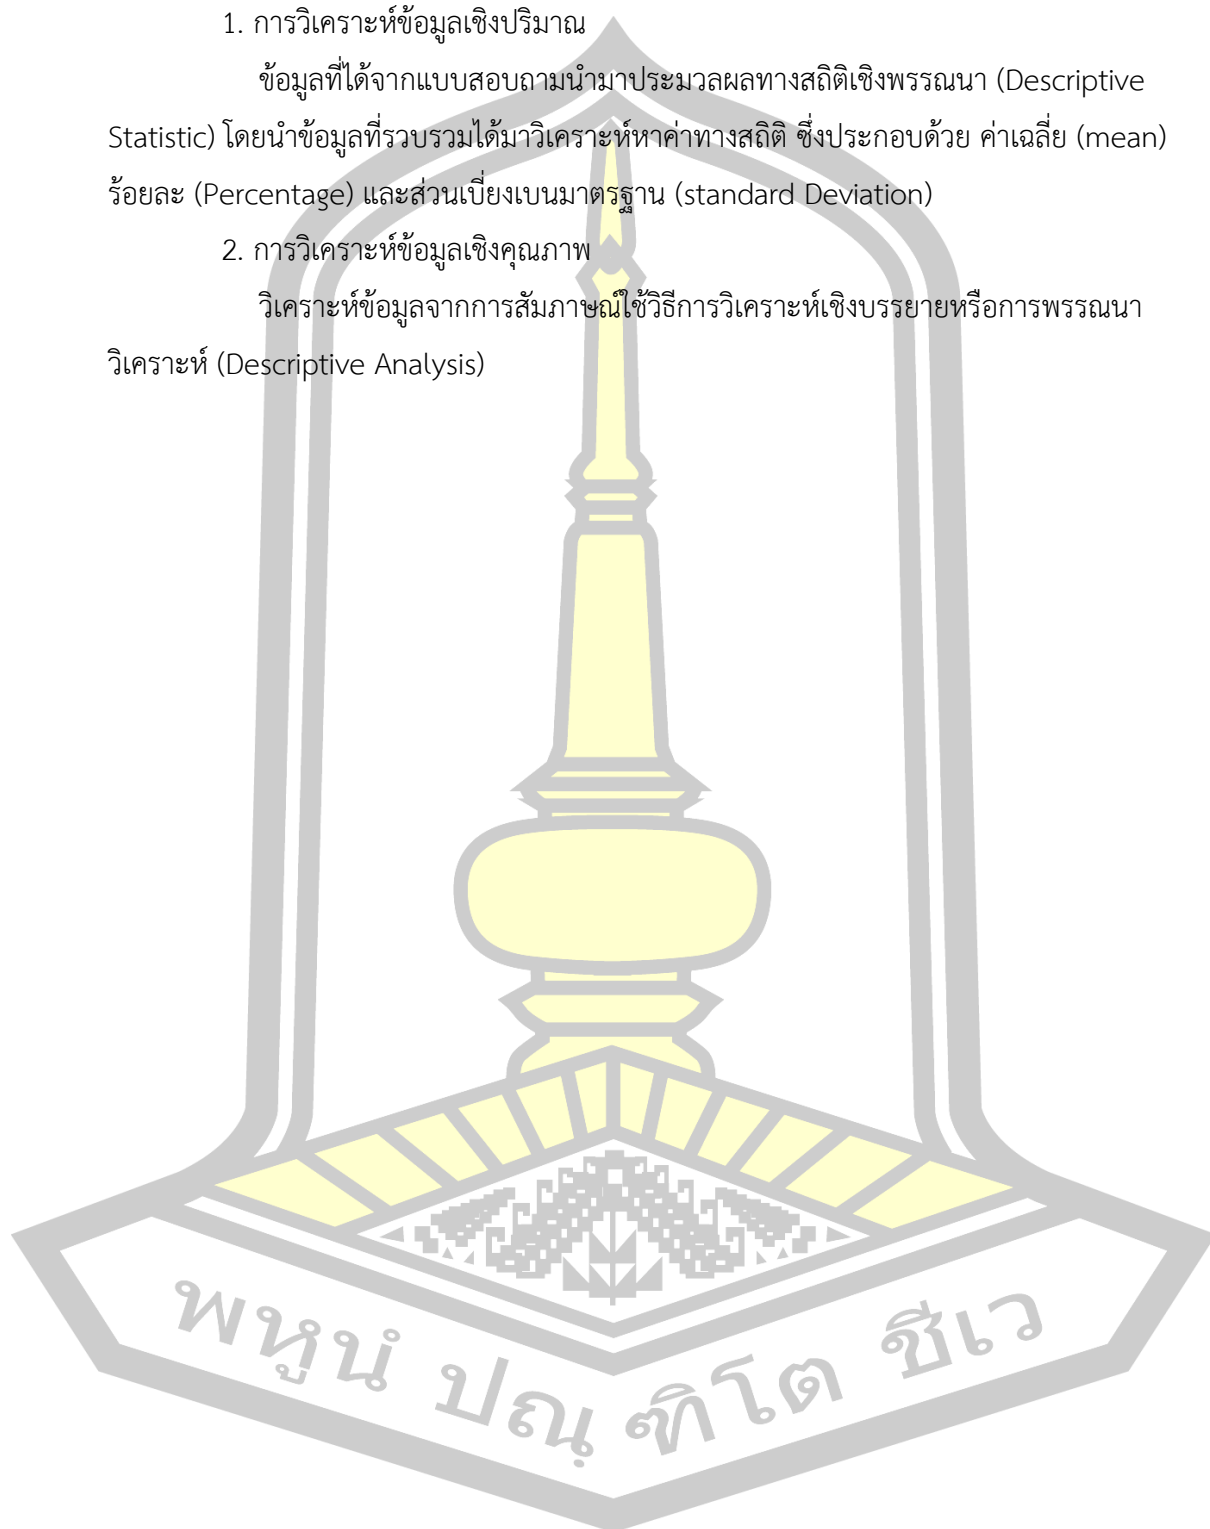 1. การวิเคราะห์ข้อมูลเชิงปริมาณ
ข้อมูลที่ได้จากแบบสอบถามนำมาประมวลผลทางสถิติเชิงพรรณนา (Descriptive
Statistic) โดยนำข้อมูลที่รวบรวมได้มาวิเคราะห์หาค่าทางสถิติ ซึ่งประกอบด้วย ค่าเฉลี่ย (mean)
ร้อยละ (Percentage) และส่วนเบี่ยงเบนมาตรฐาน (standard Deviation)
2. การวิเคราะห์ข้อมูลเชิงคุณภาพ
วิเคราะห์ข้อมูลจากการสัมภาษณ์ใช้วิธีการวิเคราะห์เชิงบรรยายหรือการพรรณนา
วิเคราะห์ (Descriptive Analysis)
พหูนํ ปณฺ ฑิโต ชีเว